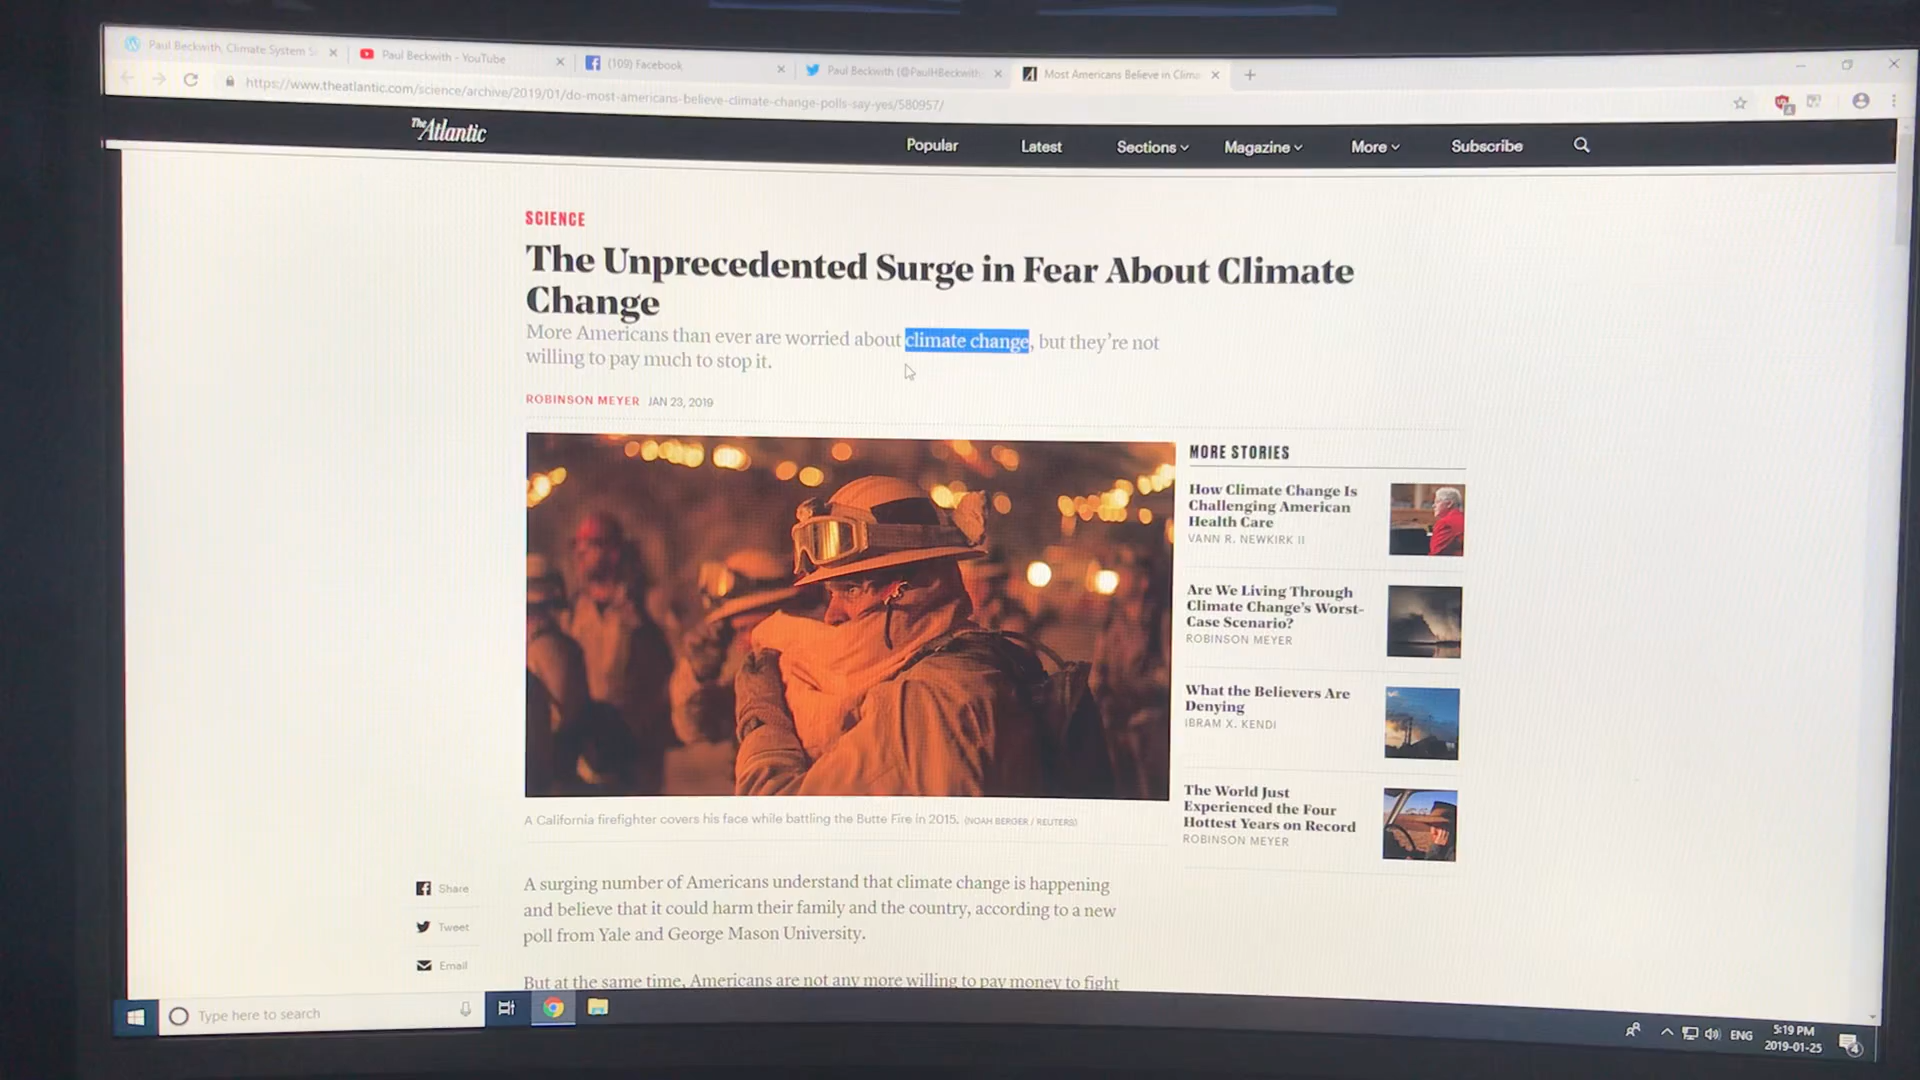 Paul Beckwith, Climate System S
Paul Beckwith - YouTube
(109) Facebook
Paul Beckwith (@PaulHBeckwith
Most Americans Believe in Clima
https://www.theatlantic.com/science/archive/2019/01/do-most-americans-believe-climate-change-polls-say-yes/580957/
The Atlantic
Popular
Latest
Sections
Magazine
More
Subscribe
SCIENCE
The Unprecedented Surge in Fear About Climate
Change
More Americans than ever are worried about climate change, but they're not
willing to pay much to stop it.
ROBINSON MEYER JAN 23, 2019
A California firefighter covers his face while battling the Butte Fire in 2015. (NOAH BERGER / REUTERS)
MORE STORIES
How Climate Change Is
Challenging American
Health Care
VANN R. NEWKIRK II
Are We Living Through
Climate Change's Worst-
Case Scenario?
ROBINSON MEYER
What the Believers Are
Denying
IBRAM X. KENDI
The World Just
Experienced the Four
Hottest Years on Record
ROBINSON MEYER
Share
Tweet
Email
A surging number of Americans understand that climate change is happening
and believe that it could harm their family and the country, according to a new
poll from Yale and George Mason University.
But at the same time, Americans are not any more willing to pay money to fight
Type here to search
ENG
5:19 PM
2019-01-25
4